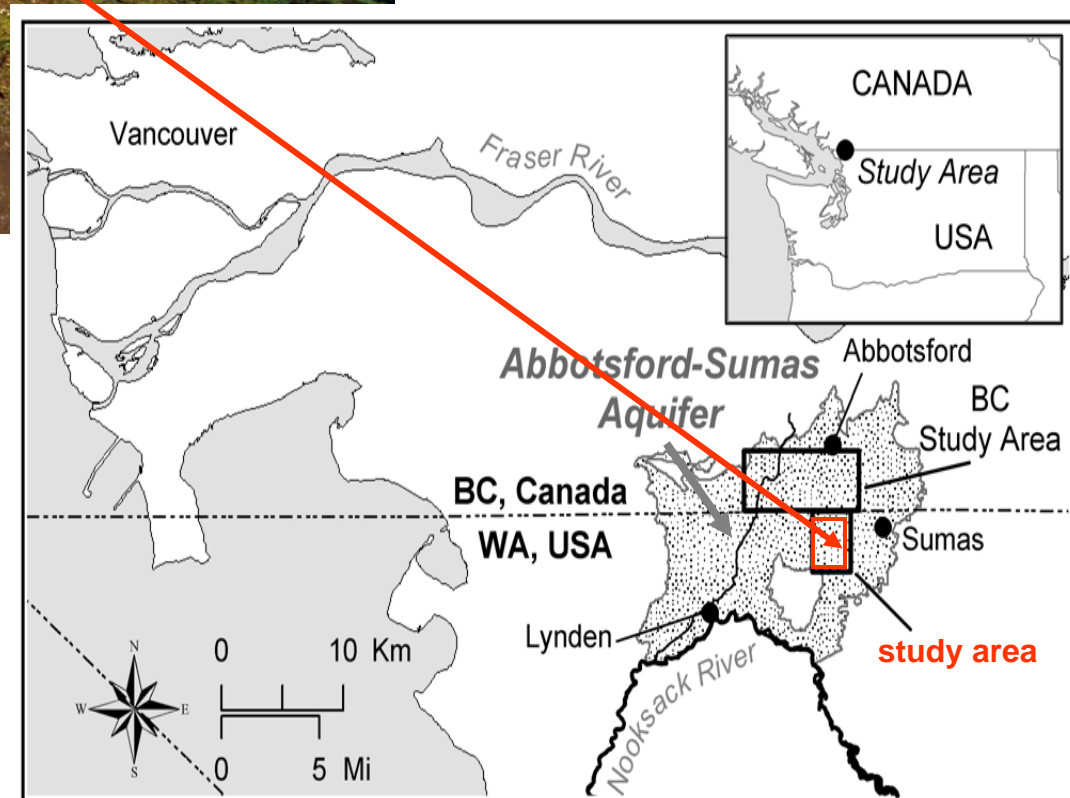 CANADA
Study Area
USA
Vancouver
Fraser River
Abbotsford-Sumas
Aquifer
Abbotsford
BC
Study Area
BC, Canada
WA, USA
Sumas
Lynden
study area
Nooksack River
N
W
E
S
0
10 Km
0
5 Mi